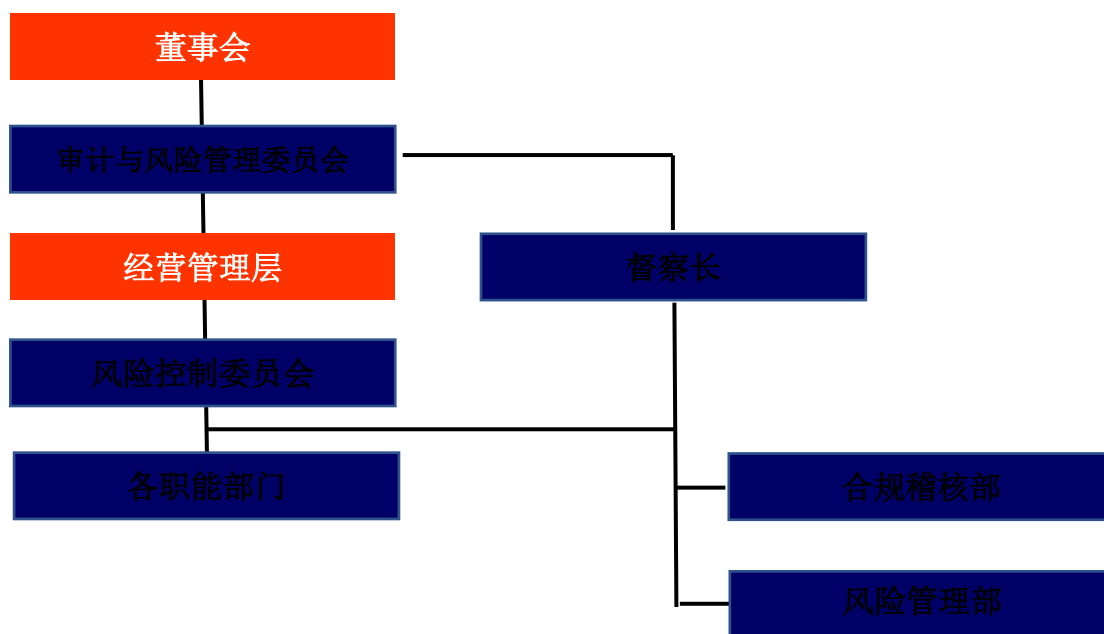 董事会
审计与风险管理委员会
经营管理层
督察长
风险控制委员会
各职能部门
合规稽核部
风险管理部